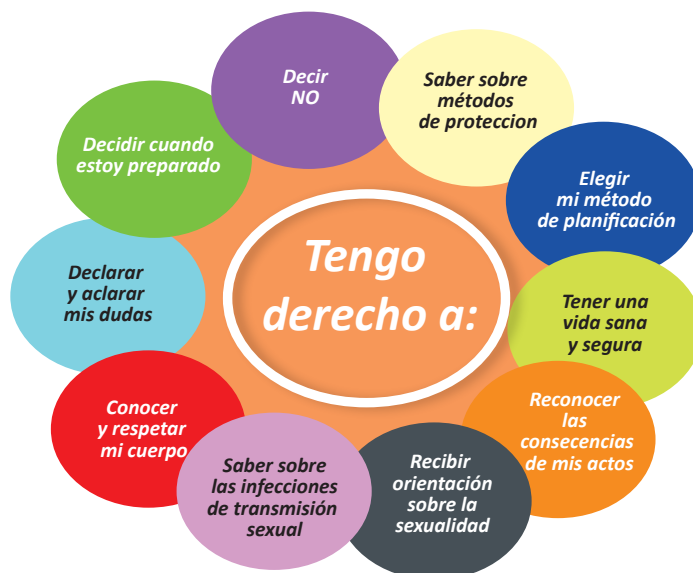 Tengo
derecho a:
Decir
NO
Saber sobre
métodos
de proteccion
Elegir
mi método
de planificación
Tener una
vida sana
y segura
Reconocer
las
consecencias
de mis actos
Recibir
orientación
sobre la
sexualidad
Saber sobre
las infecciones
de transmisión
sexual
Conocer
y respetar
mi cuerpo
Declarar
y aclarar
mis dudas
Decidir cuando
estoy preparado